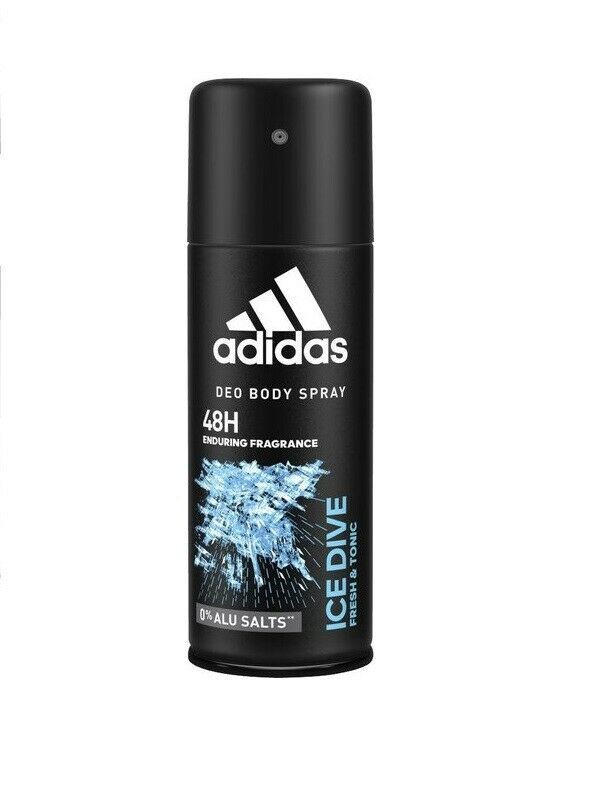 adidas
DEO BODY SPRAY
48H
ENDURING FRAGRANCE
ICE DIVE
FRESH & TONIC
0% ALU SALTS**